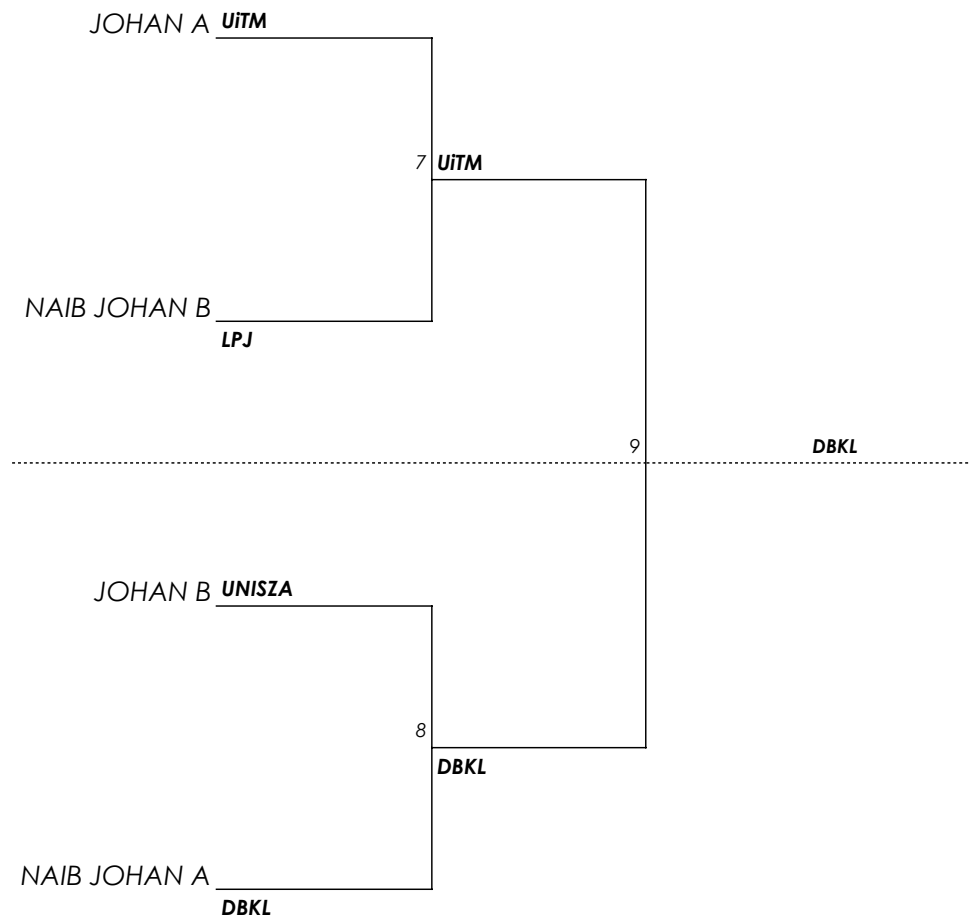 JOHAN A UiTM
7 UiTM
NAIB JOHAN B
LPJ
9 DBKL
JOHAN B UNISZA
8
DBKL
NAIB JOHAN A
DBKL